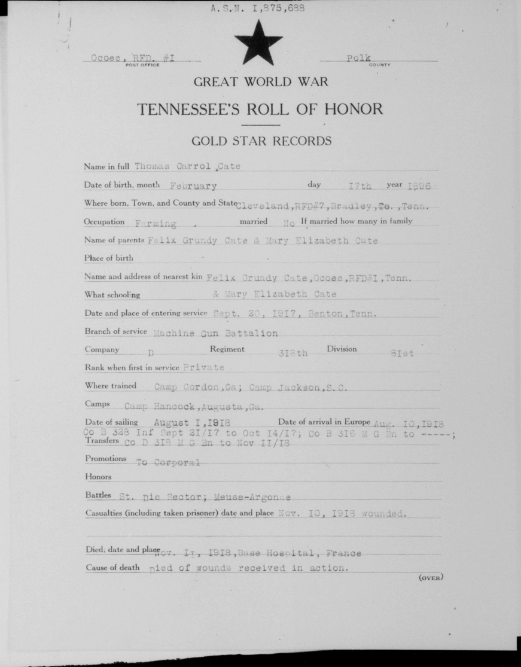 A.S.N. 1,875,688
Ocoee, RFD. #1 Polk
POST OFFICE COUNTY
GREAT WORLD WAR
TENNESSEE'S ROLL OF HONOR
GOLD STAR RECORDS
Name in full Thomas Carrol Cate
Date of birth, month February day 17th year 1896
Where born, Town, and County and State Cleveland,RFD#7,Bradley,Co.,Tenn.
Occupation Farming . married No If married how many in family
Name of parents Felix Grundy Cate & Mary Elizabeth Cate
Place of birth
Name and address of nearest kin Felix Grundy Cate,Ocoee,RFD#1,Tenn.
What schooling & Mary Elizabeth Cate
Date and place of entering service Sept. 20, 1917, Benton,Tenn.
Branch of service Machine Gun Battalion
Company D Regiment 318th Division 81st
Rank when first in service Private
Where trained Camp Gordon,Ga; Camp Jackson,S.C.
Camps Camp Hancock,Augusta,Ga.
Date of sailing August 1,1918 Date of arrival in Europe Aug. 10,1918
Co D 328 Inf Sept 21/17 to Oct 14/17; Co B 318 M G Bn to -----;
Transfers Co D 318 M G Bn to Nov 11/18
Promotions To Corporal
Honors
Battles St. Die Sector; Meuse-Argonne
Casualties (including taken prisoner) date and place Nov. 10, 1918 wounded.
Died, date and place Nov. 1 , 1918,Base Hospital, France
Cause of death Died of wounds received in action.
(OVER)